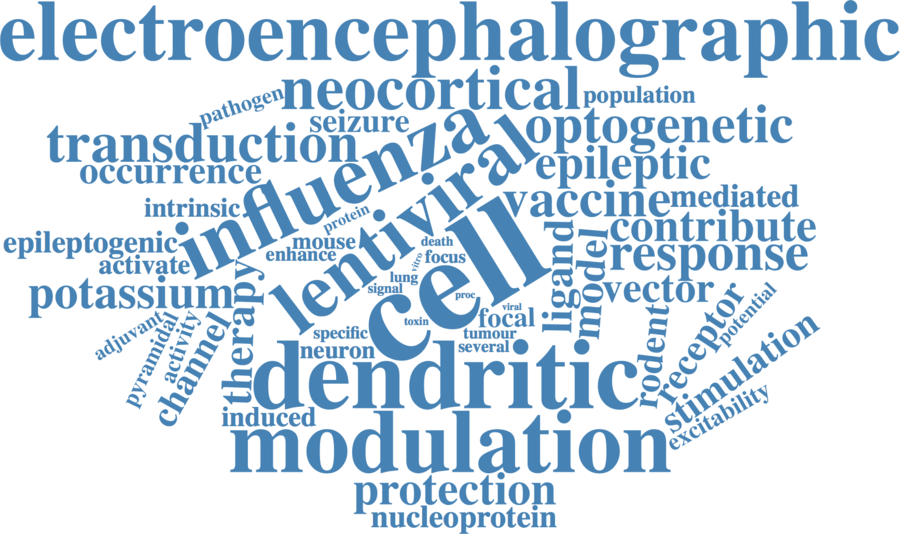 electroencephalographic
neocortical
pathogen
population
seizure
transduction
optogenetic
influenza
epileptic
occurrence
lentiviral
vaccine
mediated
intrinsic
protein
contribute
epileptogenic
mouse
death
cell
response
enhance
vitro
focus
ligand
model
activate
lung
potassium
signal
proc
vector
therapy
viral
potential
adjuvant
pyramidal
activity
channel
toxin
focal
receptor
rodent
specific
tumour
stimulation
neuron
several
dendritic
excitability
induced
modulation
protection
nucleoprotein